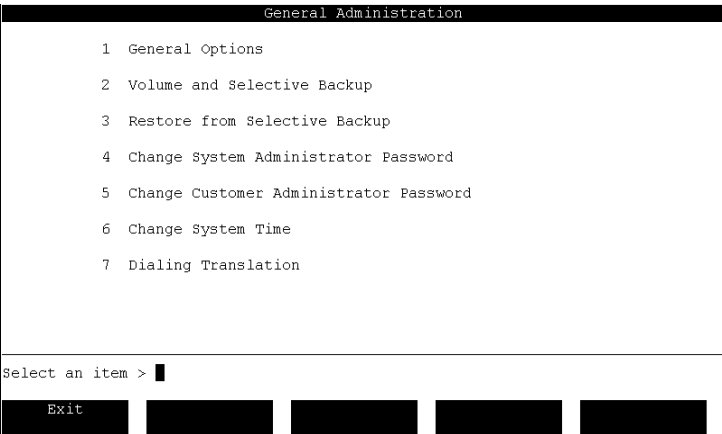 General Administration
1 General Options
2 Volume and Selective Backup
3 Restore from Selective Backup
4 Change System Administrator Password
5 Change Customer Administrator Password
6 Change System Time
7 Dialing Translation
Select an item >
Exit